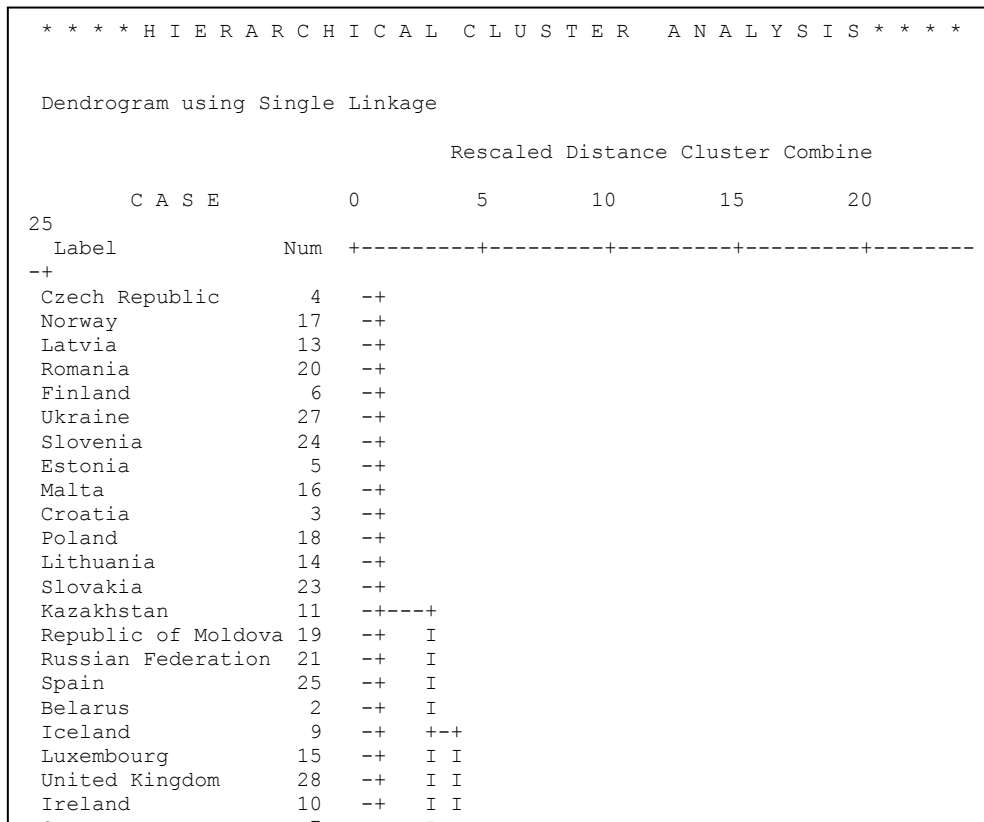 * * * * H I E R A R C H I C A L   C L U S T E R   A N A L Y S I S * * * *
Dendrogram using Single Linkage
Rescaled Distance Cluster Combine
C A S E 0 5 10 15 20
25
Label Num +---------+---------+---------+---------+--------
-+
Czech Republic 4 -+
Norway 17 -+
Latvia 13 -+
Romania 20 -+
Finland 6 -+
Ukraine 27 -+
Slovenia 24 -+
Estonia 5 -+
Malta 16 -+
Croatia 3 -+
Poland 18 -+
Lithuania 14 -+
Slovakia 23 -+
Kazakhstan 11 -+---+
Republic of Moldova 19 -+   I
Russian Federation 21 -+   I
Spain 25 -+   I
Belarus 2 -+   I
Iceland 9 -+   +-+
Luxembourg 15 -+   I I
United Kingdom 28 -+   I I
Ireland 10 -+   I I